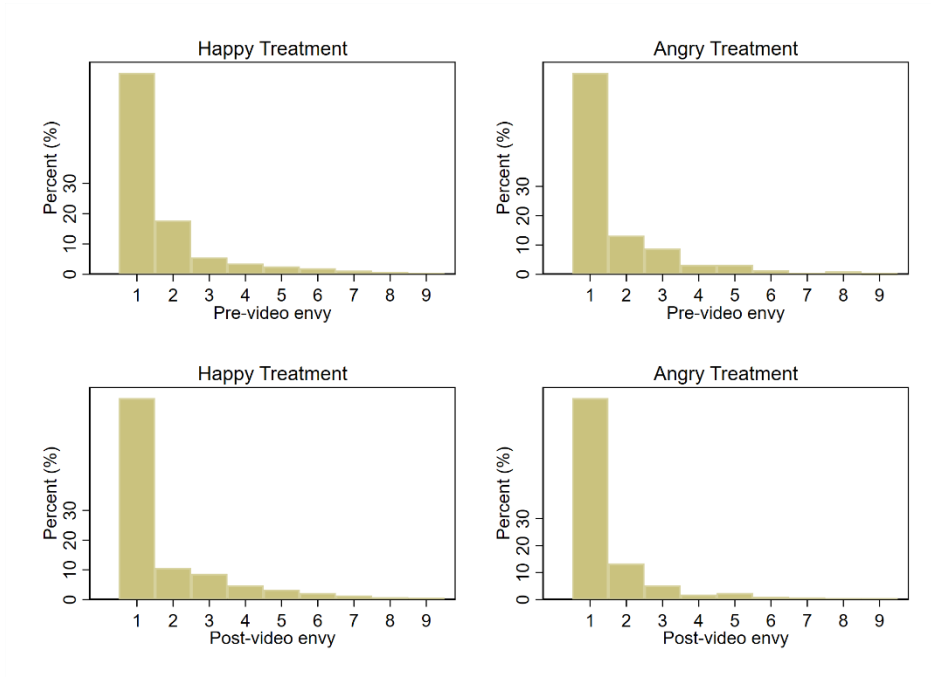 Happy Treatment
Percent (%)
0 10 20 30
1 2 3 4 5 6 7 8 9
Pre-video envy
Angry Treatment
Percent (%)
0 10 20 30
1 2 3 4 5 6 7 8 9
Pre-video envy
Happy Treatment
Percent (%)
0 10 20 30
1 2 3 4 5 6 7 8 9
Post-video envy
Angry Treatment
Percent (%)
0 10 20 30
1 2 3 4 5 6 7 8 9
Post-video envy